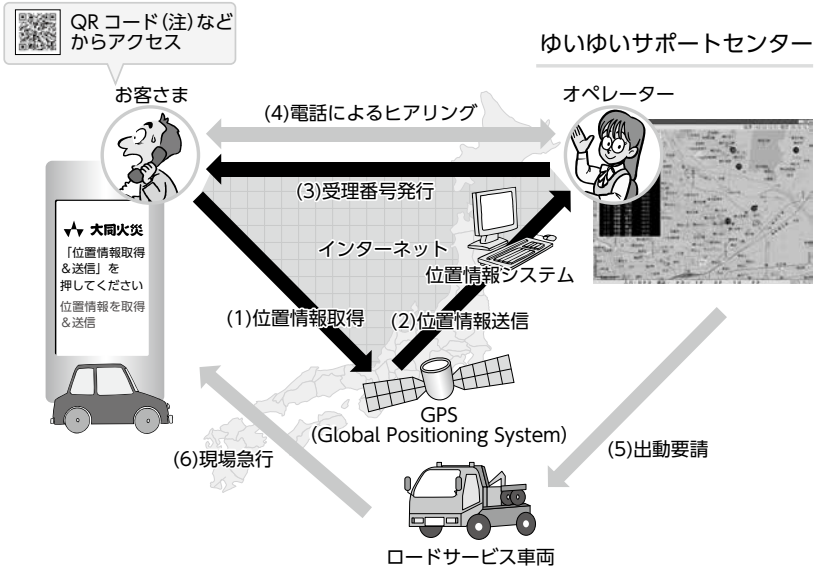 QRコード(注)など
からアクセス
ゆいゆいサポートセンター
お客さま
オペレーター
(4)電話によるヒアリング
(3)受理番号発行
大同火災
「位置情報取得
&送信」を
押してください
位置情報を取得
&送信
インターネット
位置情報システム
(1)位置情報取得
(2)位置情報送信
GPS
(Global Positioning System)
(5)出動要請
(6)現場急行
ロードサービス車両